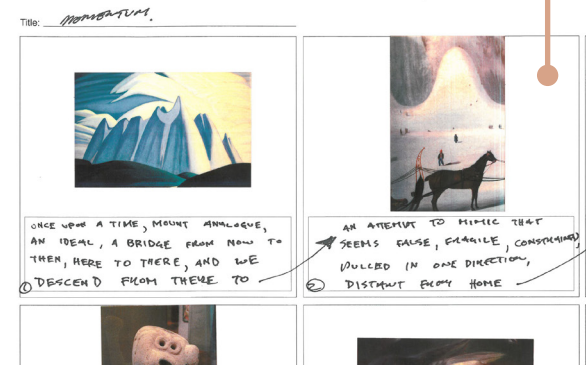 Title: MOMENTUM.
ONCE UPON A TIME, MOUNT ANALOGUE,
AN IDEAL, A BRIDGE FROM NOW TO
THEN, HERE TO THERE, AND WE
① DESCEND FROM THERE TO
AN ATTEMPT TO MIMIC THAT
SEEMS FALSE, FRAGILE, CONSTRAINED,
PULLED IN ONE DIRECTION,
② DISTANT FROM HOME